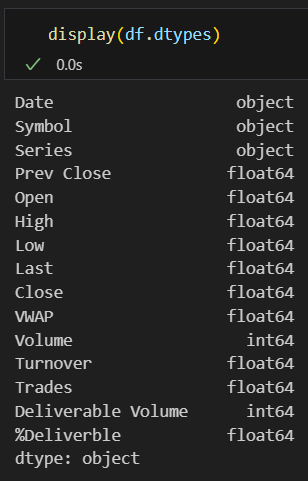 display(df.dtypes)
0.0s
Date object
Symbol object
Series object
Prev Close float64
Open float64
High float64
Low float64
Last float64
Close float64
VWAP float64
Volume int64
Turnover float64
Trades float64
Deliverable Volume int64
%Deliverble float64
dtype: object